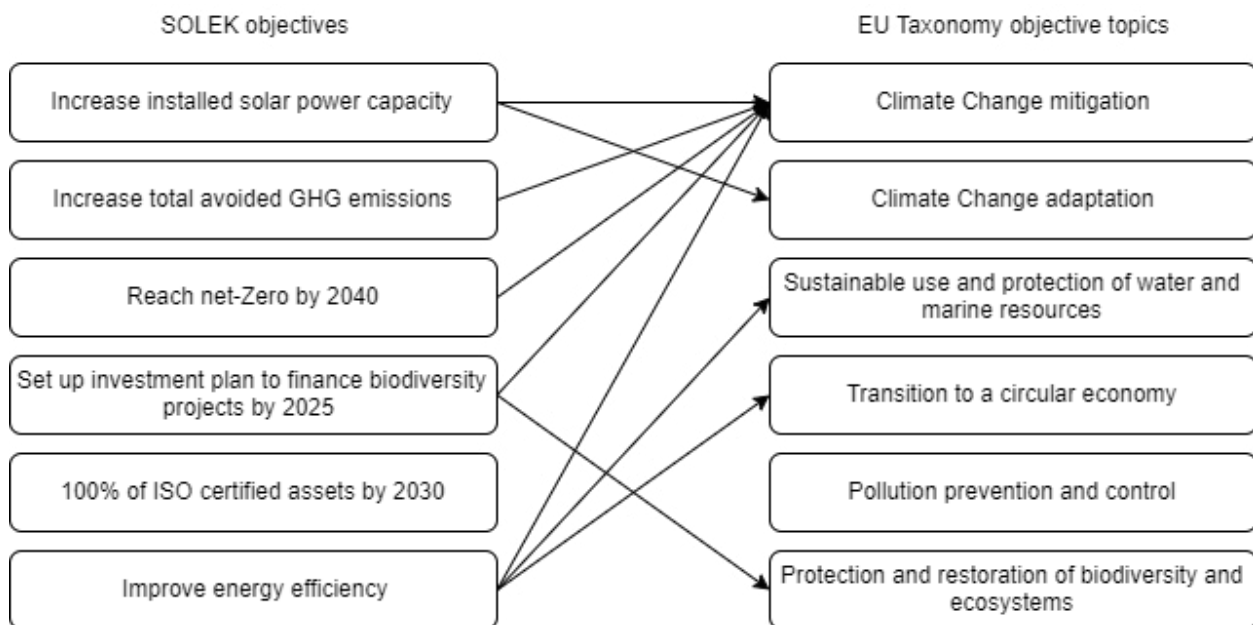 SOLEK objectives
EU Taxonomy objective topics
Increase installed solar power capacity
Climate Change mitigation
Increase total avoided GHG emissions
Climate Change adaptation
Reach net-Zero by 2040
Sustainable use and protection of water and
marine resources
Set up investment plan to finance biodiversity
projects by 2025
Transition to a circular economy
100% of ISO certified assets by 2030
Pollution prevention and control
Improve energy efficiency
Protection and restoration of biodiversity and
ecosystems